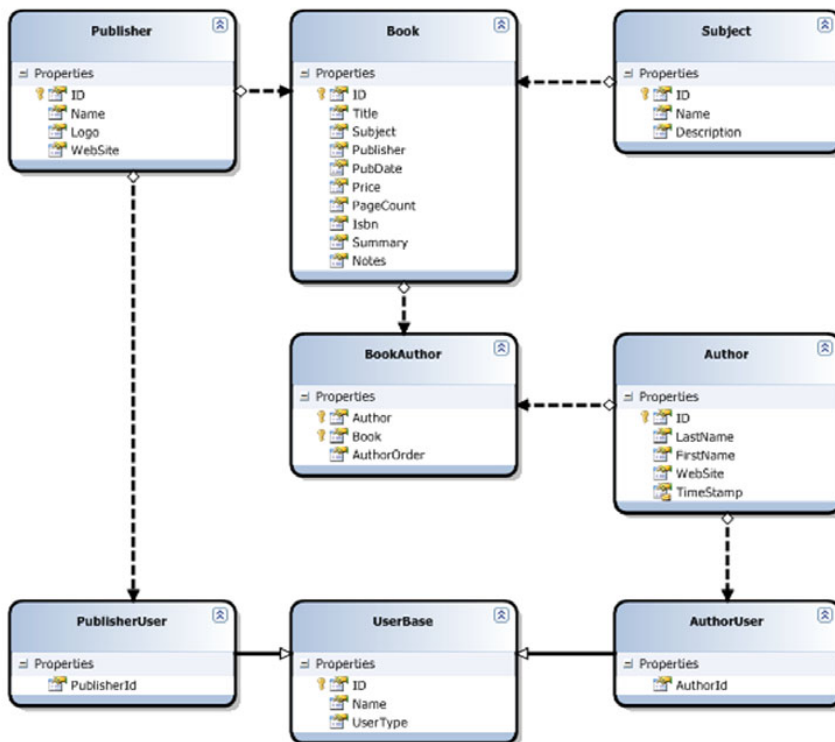 Publisher
Properties
ID
Name
Logo
WebSite
Book
Properties
ID
Title
Subject
Publisher
PubDate
Price
PageCount
Isbn
Summary
Notes
Subject
Properties
ID
Name
Description
BookAuthor
Properties
Author
Book
AuthorOrder
Author
Properties
ID
LastName
FirstName
WebSite
TimeStamp
PublisherUser
Properties
PublisherId
UserBase
Properties
ID
Name
UserType
AuthorUser
Properties
AuthorId